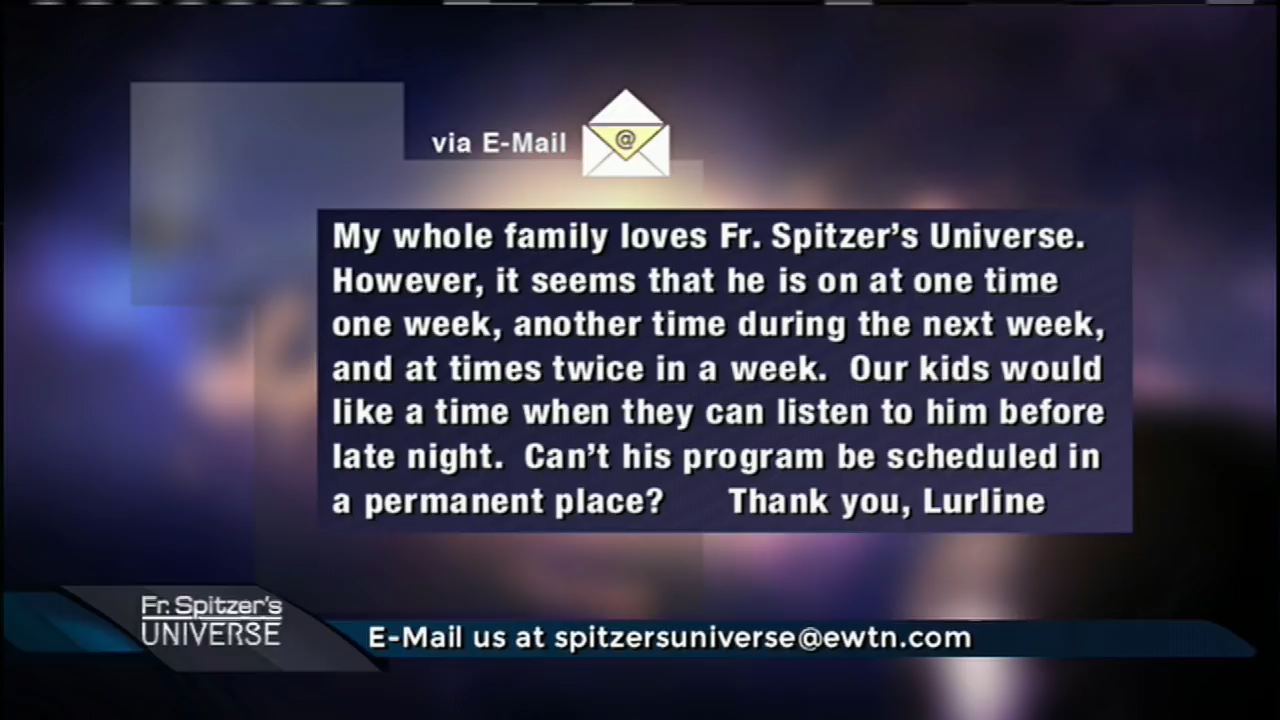 via E-Mail
@
My whole family loves Fr. Spitzer's Universe.
However, it seems that he is on at one time
one week, another time during the next week,
and at times twice in a week. Our kids would
like a time when they can listen to him before
late night. Can't his program be scheduled in
a permanent place? Thank you, Lurline
Fr. Spitzer's
UNIVERSE
E-Mail us at spitzersuniverse@ewtn.com